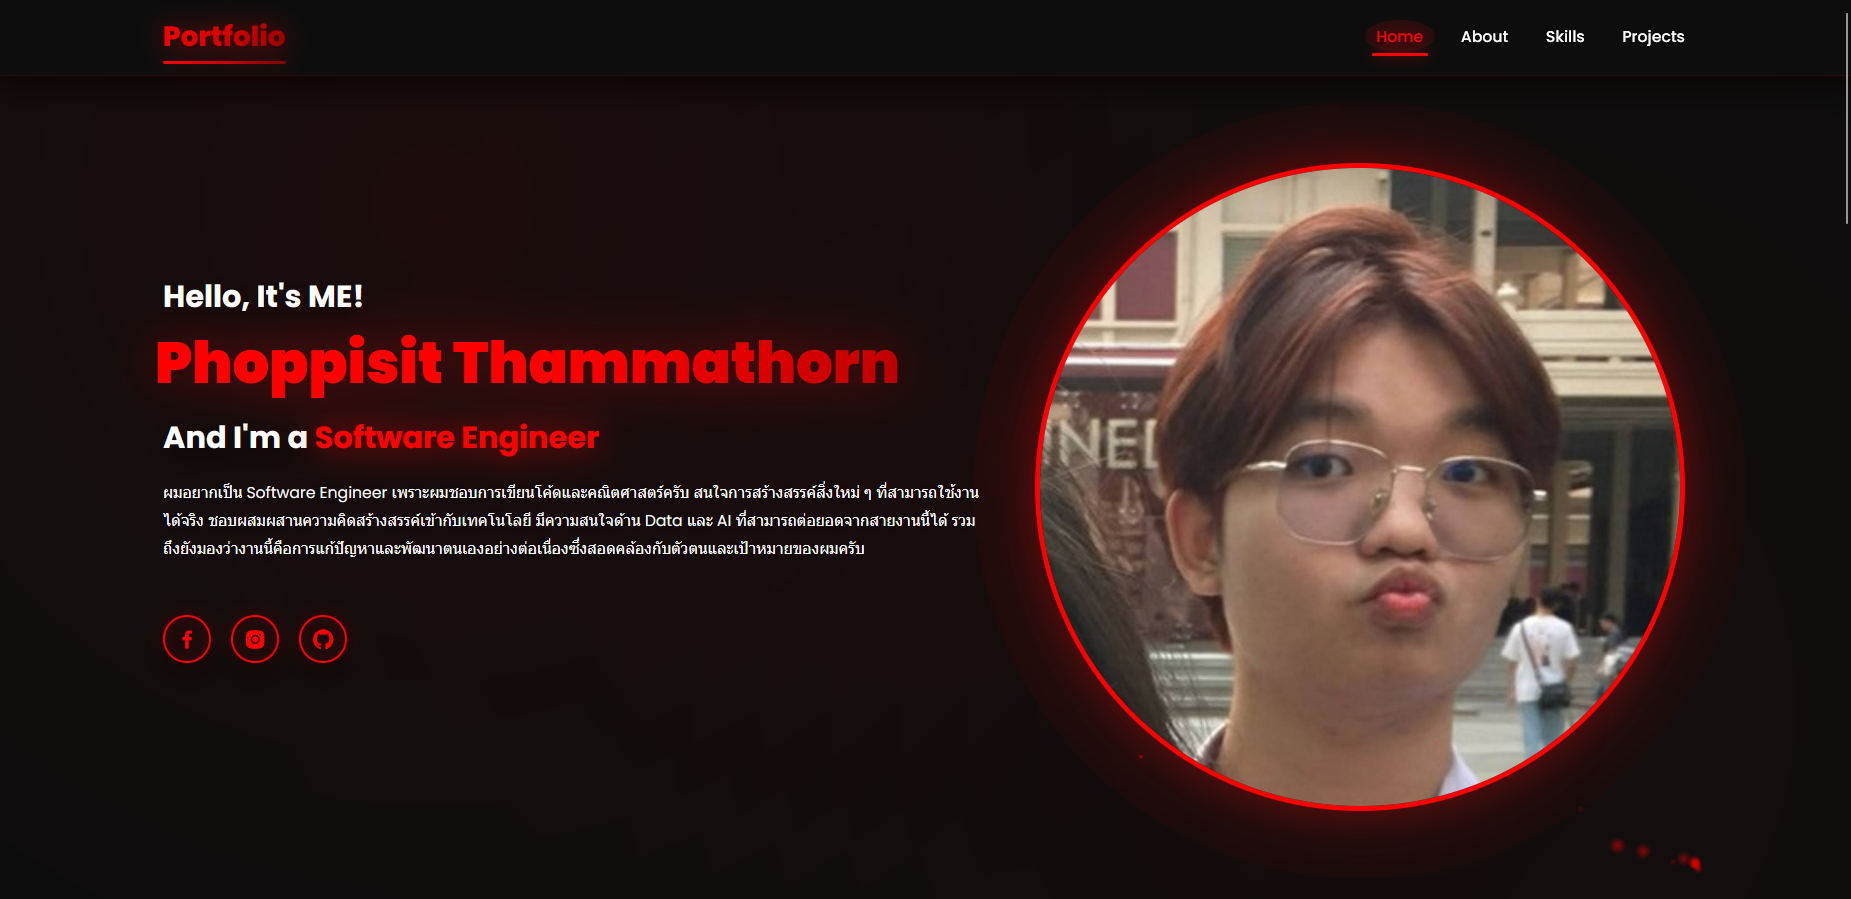 Portfolio
Home About Skills Projects
Hello, It's ME!
Phoppisit Thammathorn
And I'm a Software Engineer
ผมอยากเป็น Software Engineer เพราะผมชอบการเขียนโค้ดและคณิตศาสตร์ครับ สนใจการสร้างสรรค์สิ่งใหม่ ๆ ที่สามารถใช้งาน
ได้จริง ชอบผสมผสานความคิดสร้างสรรค์เข้ากับเทคโนโลยี มีความสนใจด้าน Data และ AI ที่สามารถต่อยอดจากสายงานนี้ได้ รวม
ถึงยังมองว่างานนี้คือการแก้ปัญหาและพัฒนาตนเองอย่างต่อเนื่องซึ่งสอดคล้องกับตัวตนและเป้าหมายของผมครับ